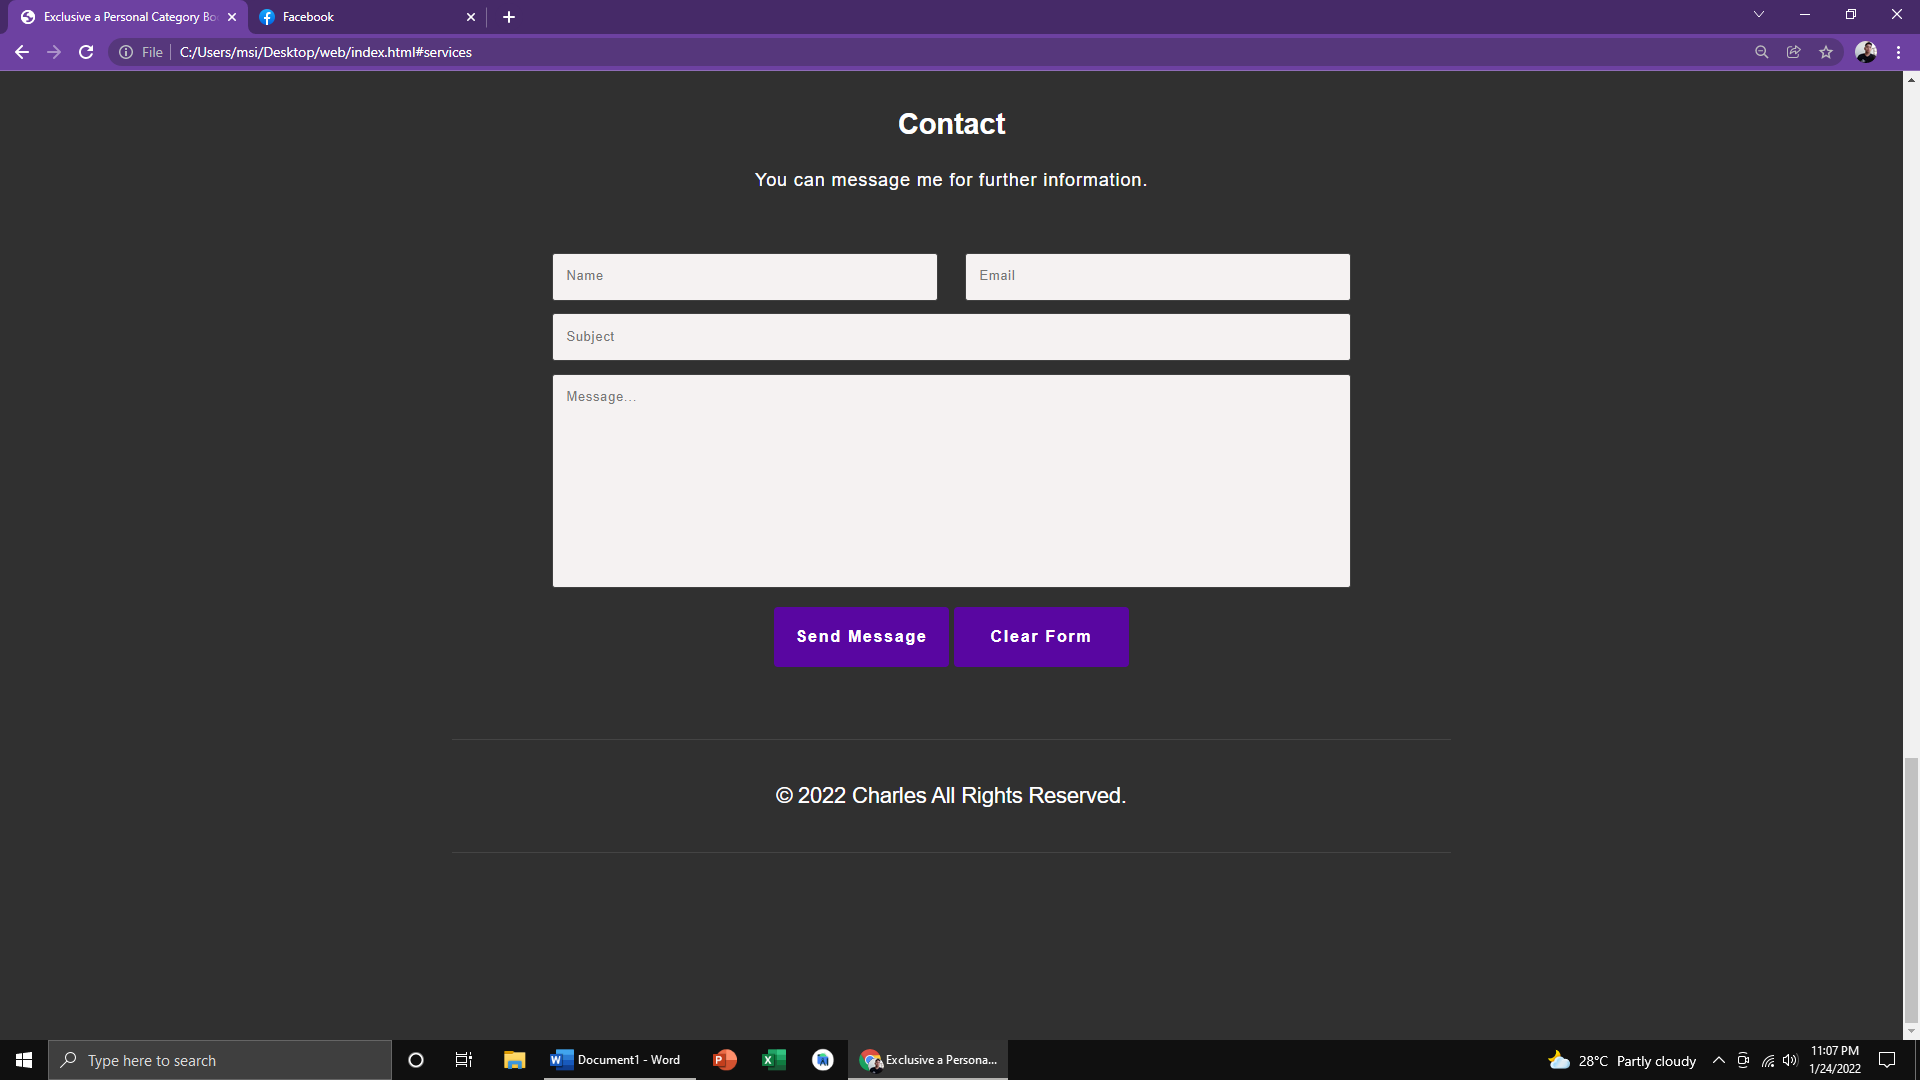 Exclusive a Personal Category Bo
Facebook
File
C:/Users/msi/Desktop/web/index.html#services
Contact
You can message me for further information.
Name
Email
Subject
Message...
Send Message
Clear Form
© 2022 Charles All Rights Reserved.
Type here to search
Document1 - Word
Exclusive a Persona...
28°C Partly cloudy
11:07 PM
1/24/2022